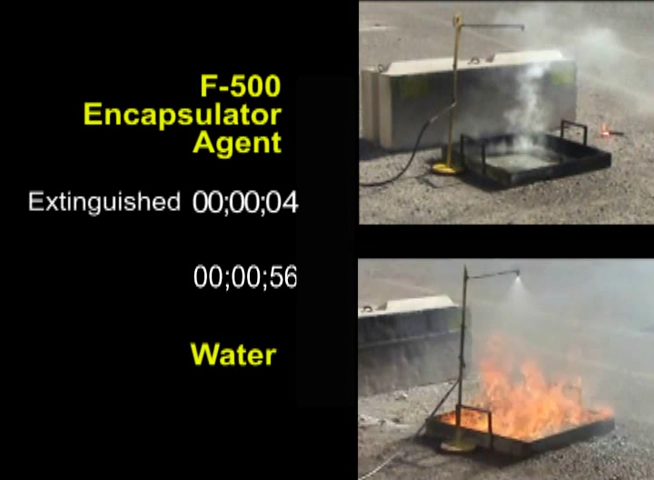 F-500
Encapsulator
Agent
Extinguished 00;00;04
00;00;56
Water